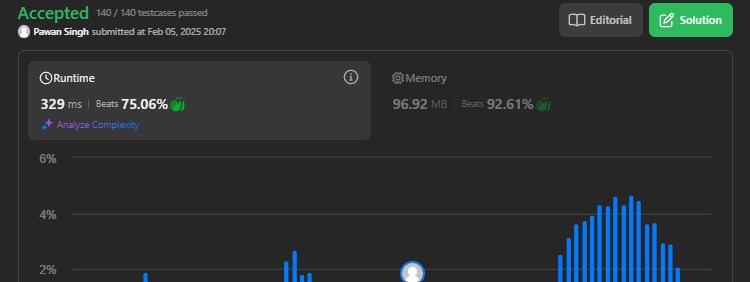 Accepted 140 / 140 testcases passed
Pawan Singh submitted at Feb 05, 2025 20:07
Editorial
Solution
Runtime
329 ms | Beats 75.06%
Analyze Complexity
Memory
96.92 MB | Beats 92.61%
6%
4%
2%